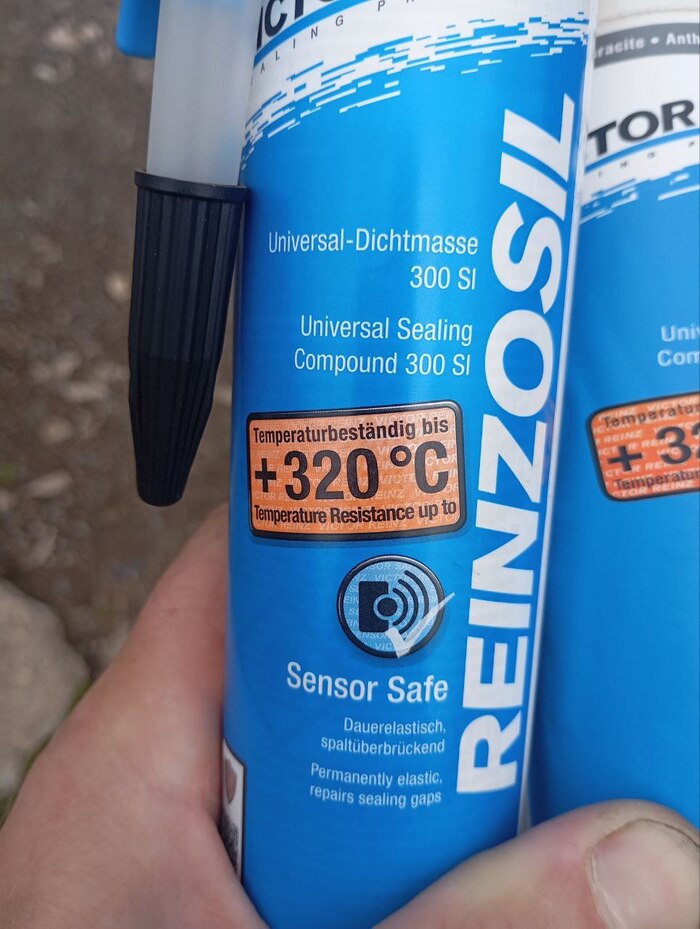 Universal-Dichtmasse
300 SI
Universal Sealing
Compound 300 SI
Temperaturbeständig bis
+320°C
Temperature Resistance up to
Sensor Safe
Dauerelastisch,
spaltüberbrückend
Permanently elastic,
repairs sealing gaps
REINZOSIL